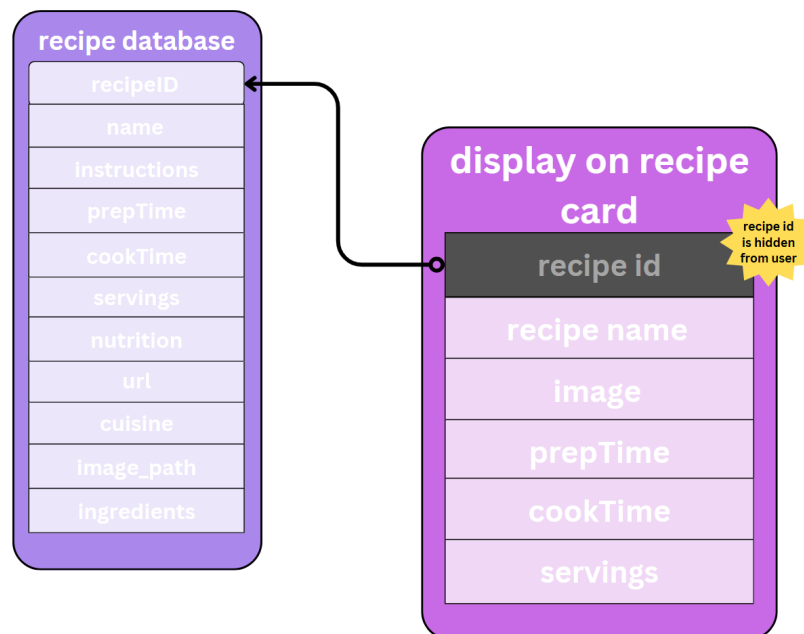 recipe database
recipeID
name
instructions
prepTime
cookTime
servings
nutrition
url
cuisine
image_path
ingredients
display on recipe
card
recipe id
recipe id
is hidden
from user
recipe name
image
prepTime
cookTime
servings